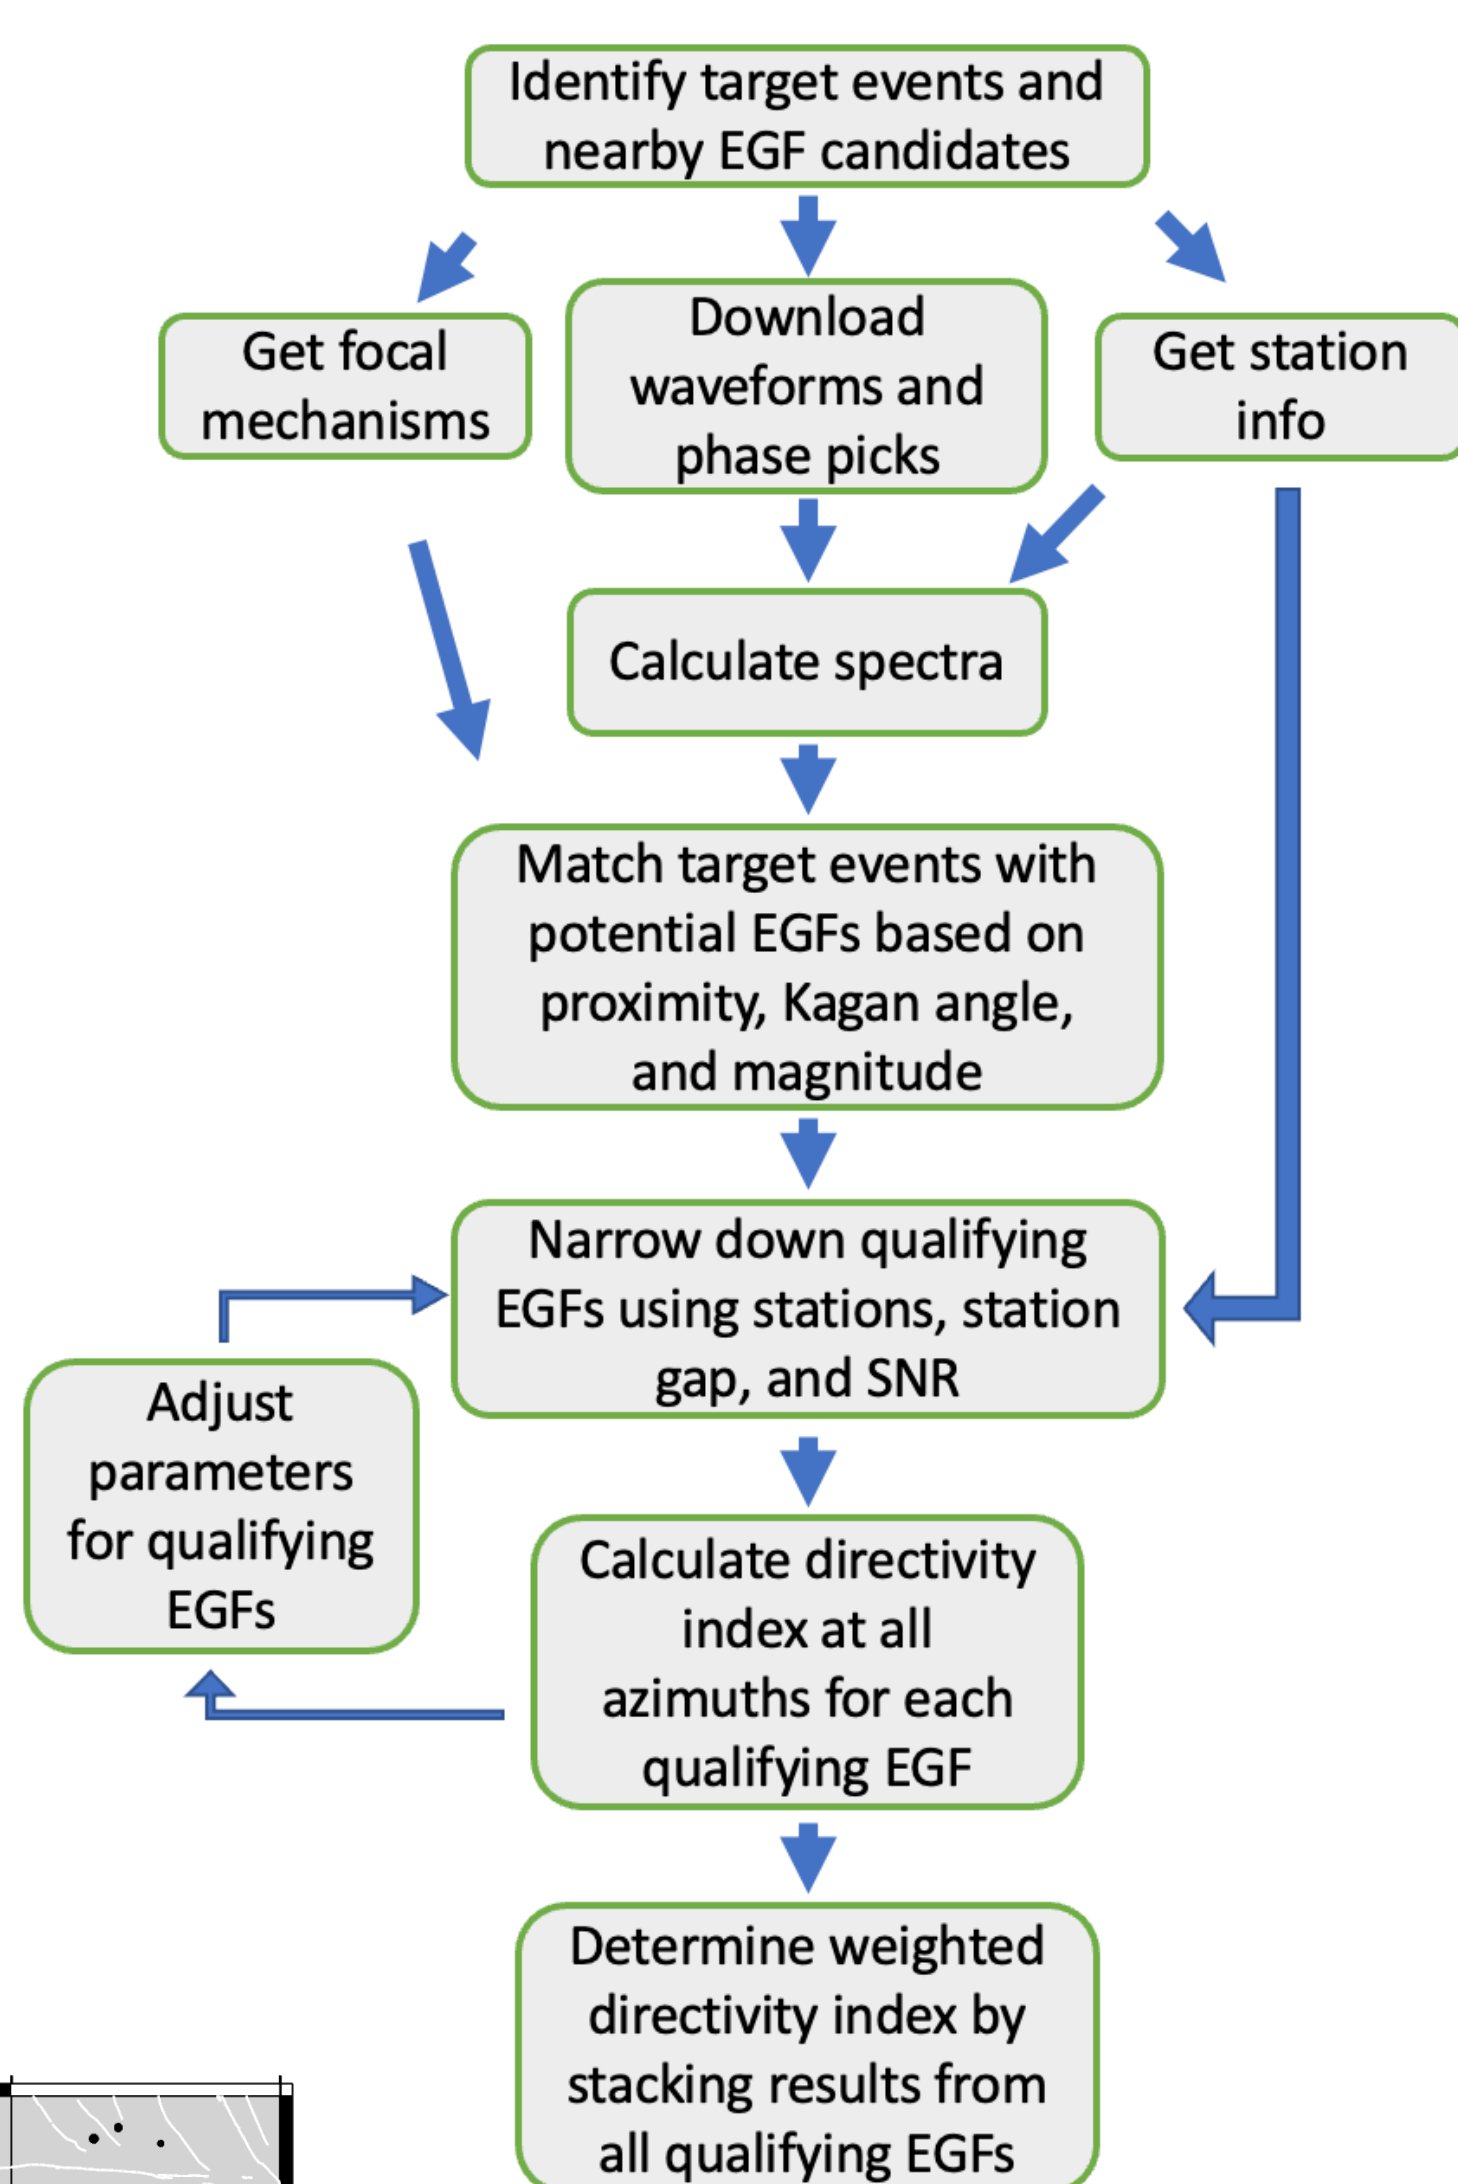 Identify target events and
nearby EGF candidates
Get focal
mechanisms
Download
waveforms and
phase picks
Get station
info
Calculate spectra
Match target events with
potential EGFs based on
proximity, Kagan angle,
and magnitude
Narrow down qualifying
EGFs using stations, station
gap, and SNR
Adjust
parameters
for qualifying
EGFs
Calculate directivity
index at all
azimuths for each
qualifying EGF
Determine weighted
directivity index by
stacking results from
all qualifying EGFs